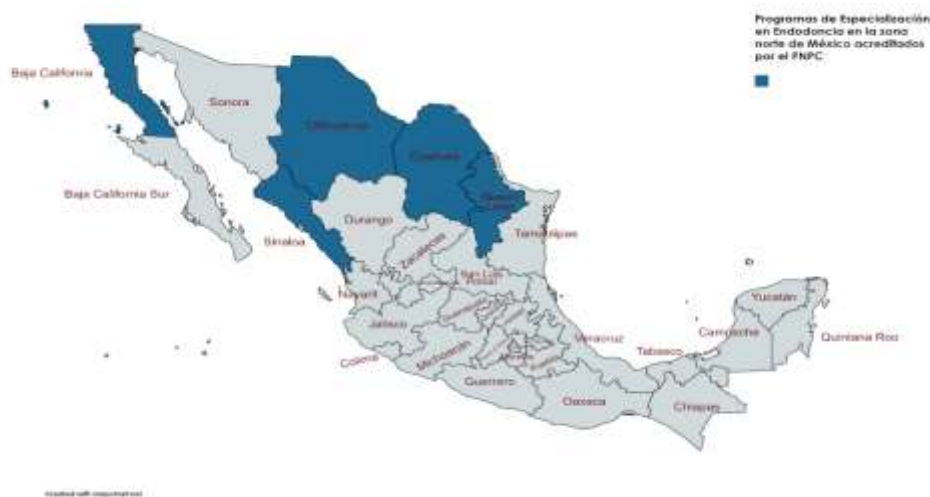 Programas de Especialización
en Endodoncia en la zona
norte de México acreditados
por el PNPC
Baja California
Sonora
Chihuahua
Coahuila
Nuevo
León
Baja California Sur
Durango
Sinaloa
Tamaulipas
Zacatecas
San Luis
Potosí
Nayarit
Jalisco
Colima
Michoacán
Guerrero
Veracruz
Oaxaca
Tabasco
Campeche
Yucatán
Quintana Roo
Chiapas